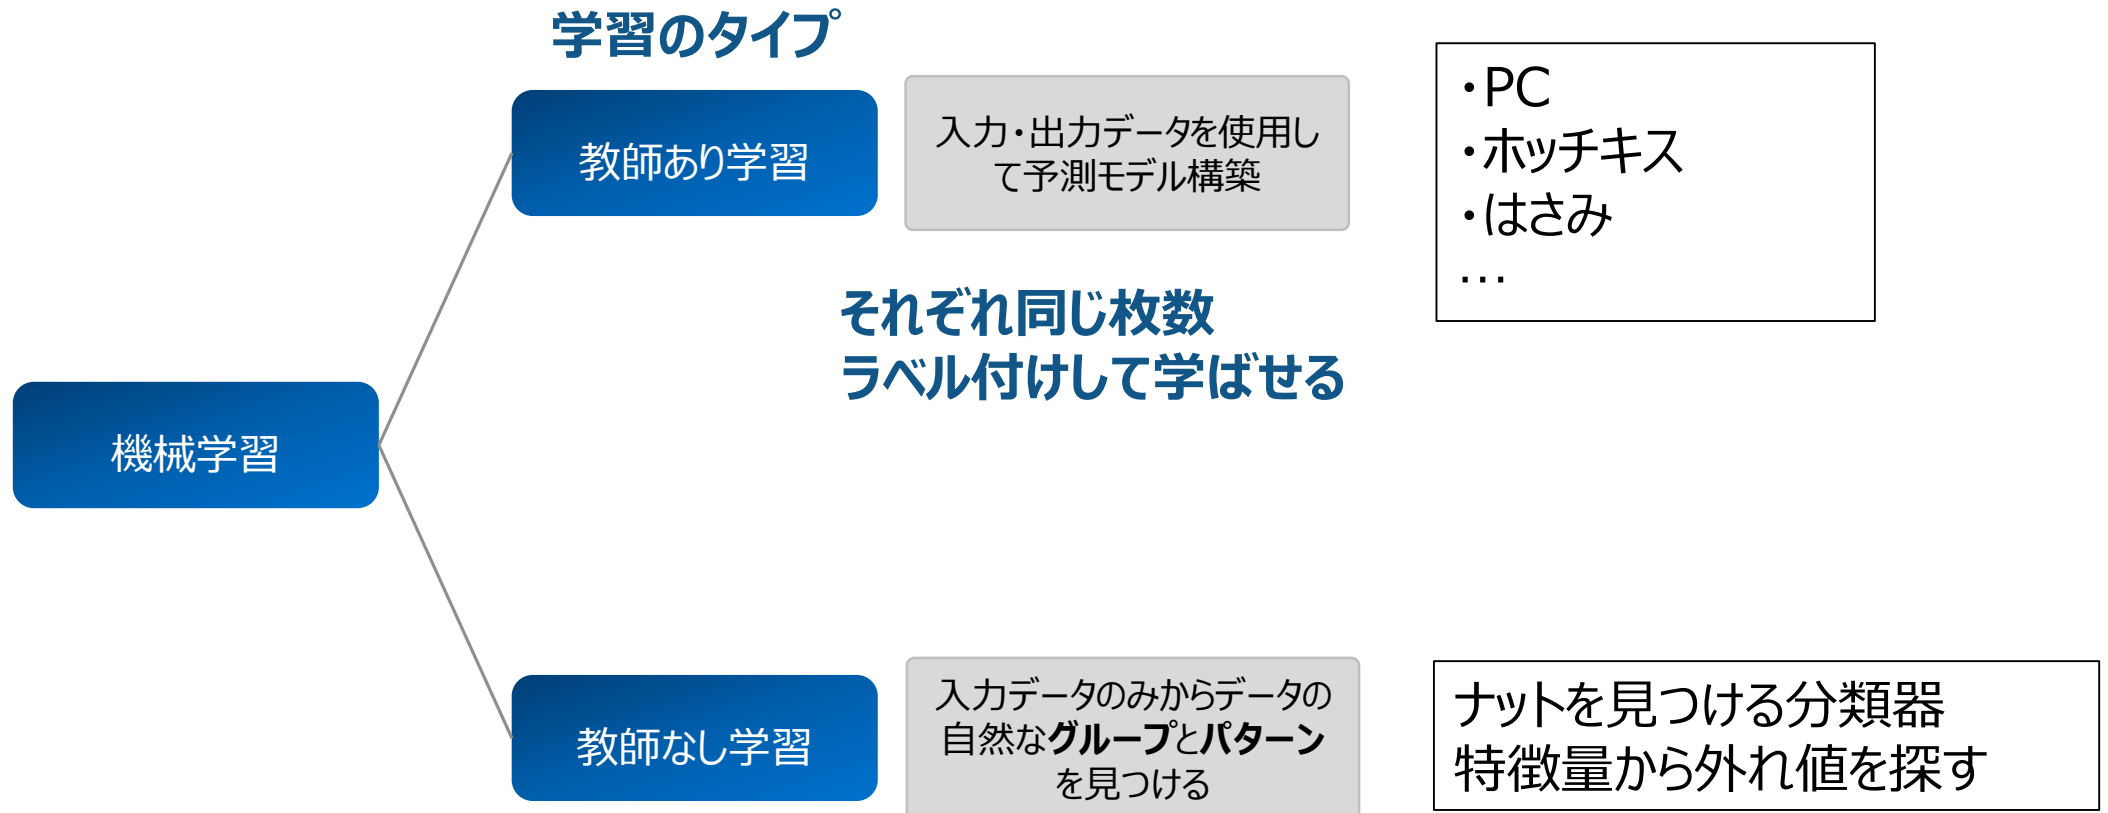 学習のタイプ
教師あり学習
入力・出力データを使用し
て予測モデル構築
・PC
・ホッチキス
・はさみ
…
それぞれ同じ枚数
ラベル付けして学ばせる
機械学習
教師なし学習
入力データのみからデータの
自然なグループとパターン
を見つける
ナットを見つける分類器
特徴量から外れ値を探す